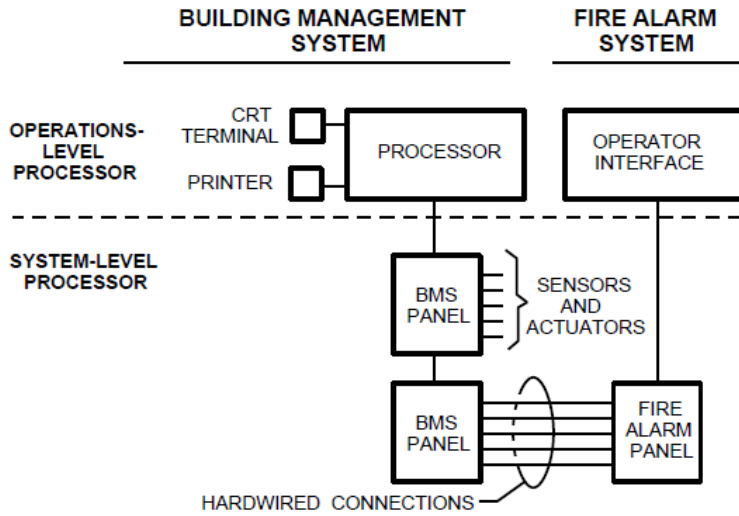 BUILDING MANAGEMENT
SYSTEM
FIRE ALARM
SYSTEM
OPERATIONS-
LEVEL
PROCESSOR
CRT
TERMINAL
PRINTER
PROCESSOR
OPERATOR
INTERFACE
SYSTEM-LEVEL
PROCESSOR
BMS
PANEL
SENSORS
AND
ACTUATORS
BMS
PANEL
FIRE
ALARM
PANEL
HARDWIRED CONNECTIONS